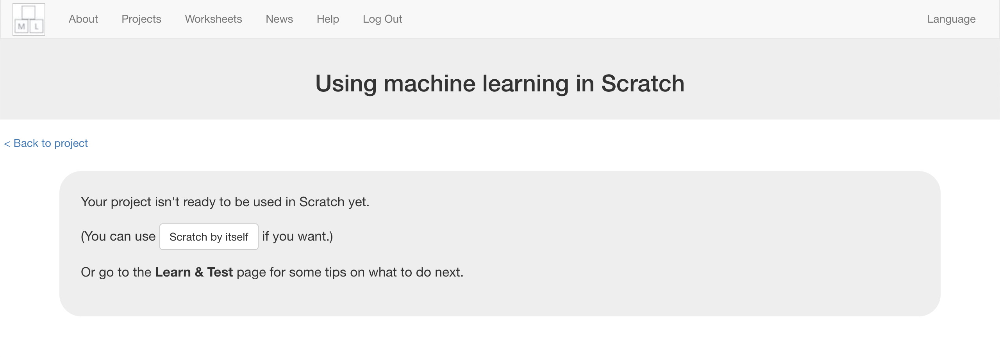 M L
About Projects Worksheets News Help Log Out Language
Using machine learning in Scratch
< Back to project
Your project isn't ready to be used in Scratch yet.
(You can use Scratch by itself if you want.)
Or go to the Learn & Test page for some tips on what to do next.